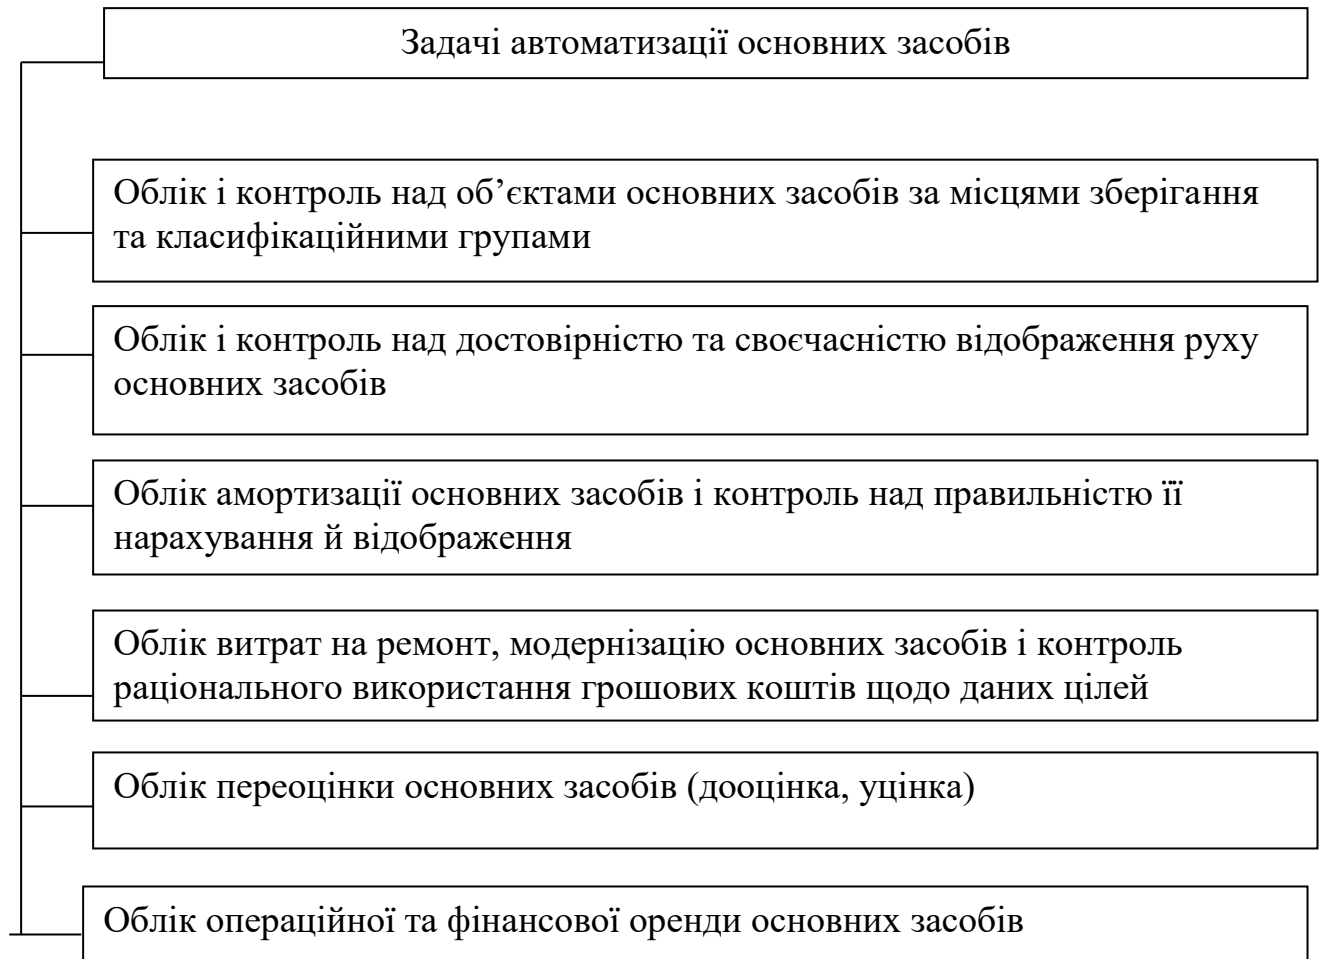 Задачі автоматизації основних засобів
Облік і контроль над об’єктами основних засобів за місцями зберігання
та класифікаційними групами
Облік і контроль над достовірністю та своєчасністю відображення руху
основних засобів
Облік амортизації основних засобів і контроль над правильністю її
нарахування й відображення
Облік витрат на ремонт, модернізацію основних засобів і контроль
раціонального використання грошових коштів щодо даних цілей
Облік переоцінки основних засобів (дооцінка, уцінка)
Облік операційної та фінансової оренди основних засобів